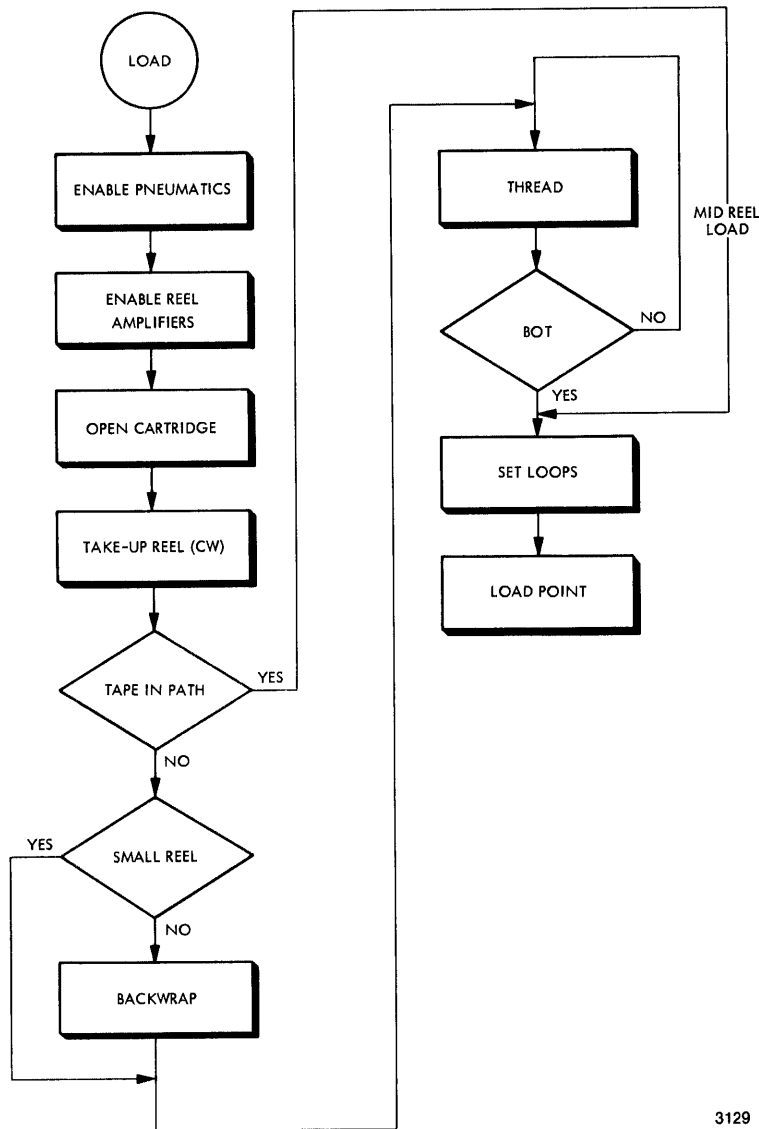 LOAD
ENABLE PNEUMATICS
ENABLE REEL
AMPLIFIERS
OPEN CARTRIDGE
TAKE-UP REEL (CW)
TAPE IN PATH
YES
NO
SMALL REEL
YES
NO
BACKWRAP
THREAD
MID REEL
LOAD
BOT
NO
YES
SET LOOPS
LOAD POINT
3129